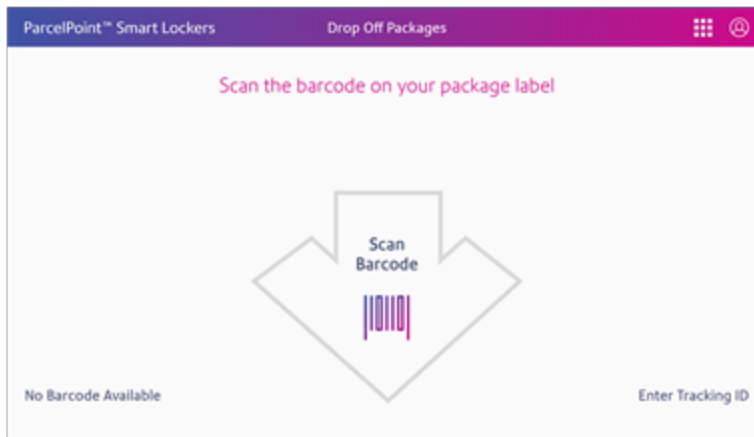 ParcelPoint™ Smart Lockers
Drop Off Packages
Scan the barcode on your package label
Scan
Barcode
No Barcode Available
Enter Tracking ID